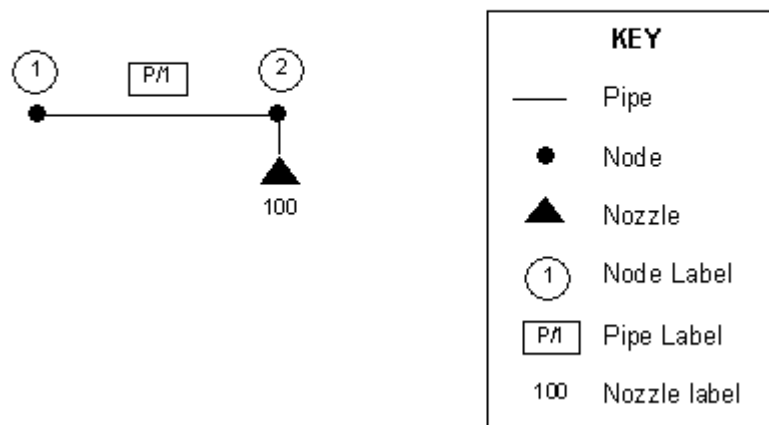 1
P/1
2
100
KEY
Pipe
Node
Nozzle
1 Node Label
P/1 Pipe Label
100 Nozzle label